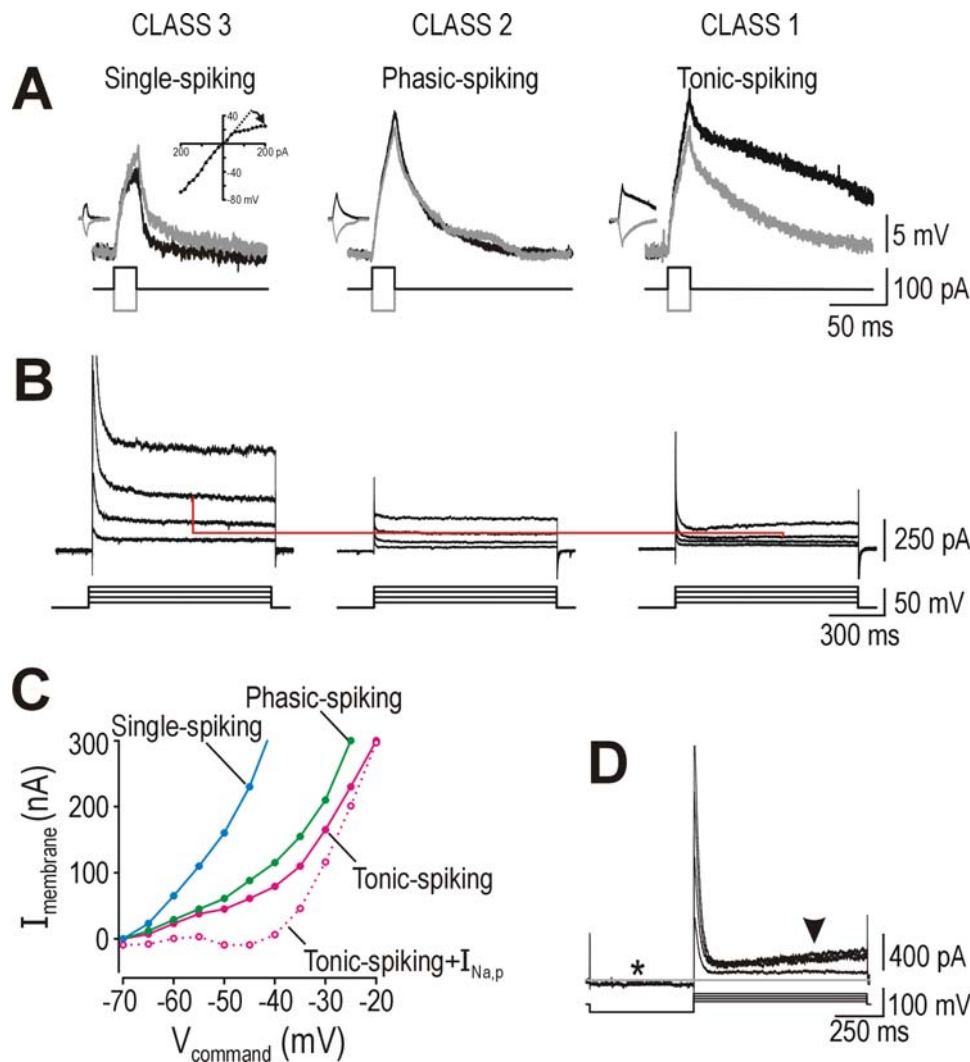 CLASS 3
CLASS 2
CLASS 1
A
Single-spiking
Phasic-spiking
Tonic-spiking
40
200
200 pA
-40
-80 mV
5 mV
100 pA
50 ms
B
250 pA
50 mV
300 ms
C
Single-spiking
Phasic-spiking
Tonic-spiking
Tonic-spiking+I Na,p
I membrane (nA)
300
200
100
0
-70 -60 -50 -40 -30 -20
V command (mV)
D
*
400 pA
100 mV
250 ms